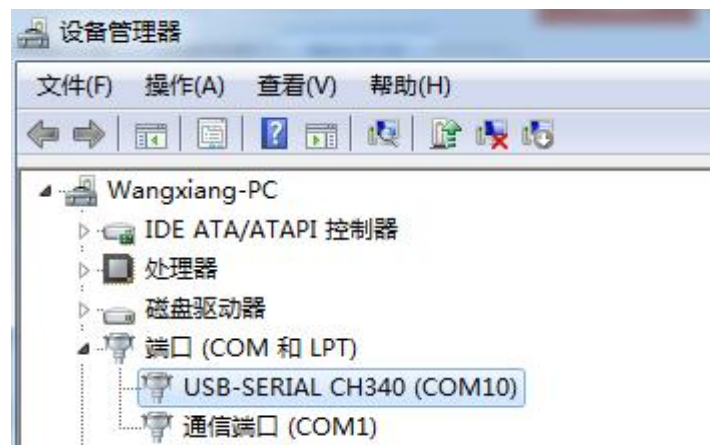 设备管理器
文件(F) 操作(A) 查看(V) 帮助(H)
Wangxiang-PC
IDE ATA/ATAPI 控制器
处理器
磁盘驱动器
端口 (COM 和 LPT)
USB-SERIAL CH340 (COM10)
通信端口 (COM1)